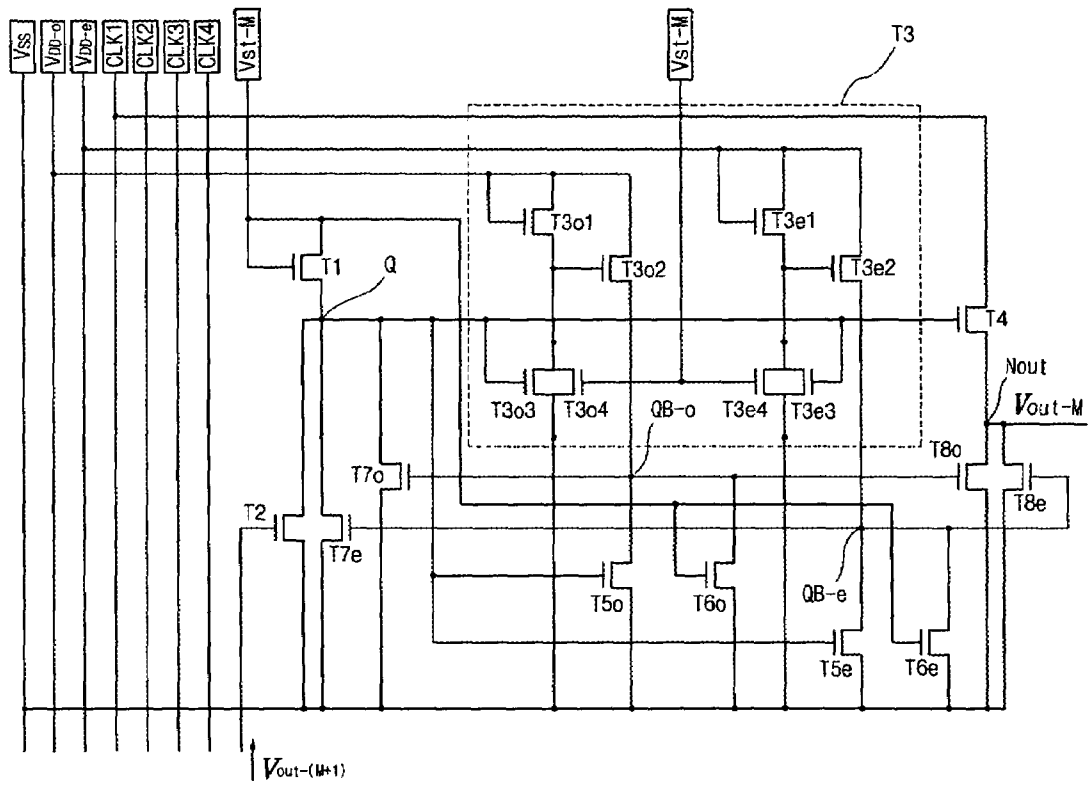 VSS
VDD-o
VDD-e
CLK1
CLK2
CLK3
CLK4
Vst-M
Vst-M
T3
T3o1
T3e1
T1
Q
T3o2
T3e2
T4
Nout
Vout-M
T3o3
T3o4
QB-o
T3e4
T3e3
T7o
T8o
T8e
T2
T7e
T5o
T6o
QB-e
T5e
T6e
Vout-(M+1)